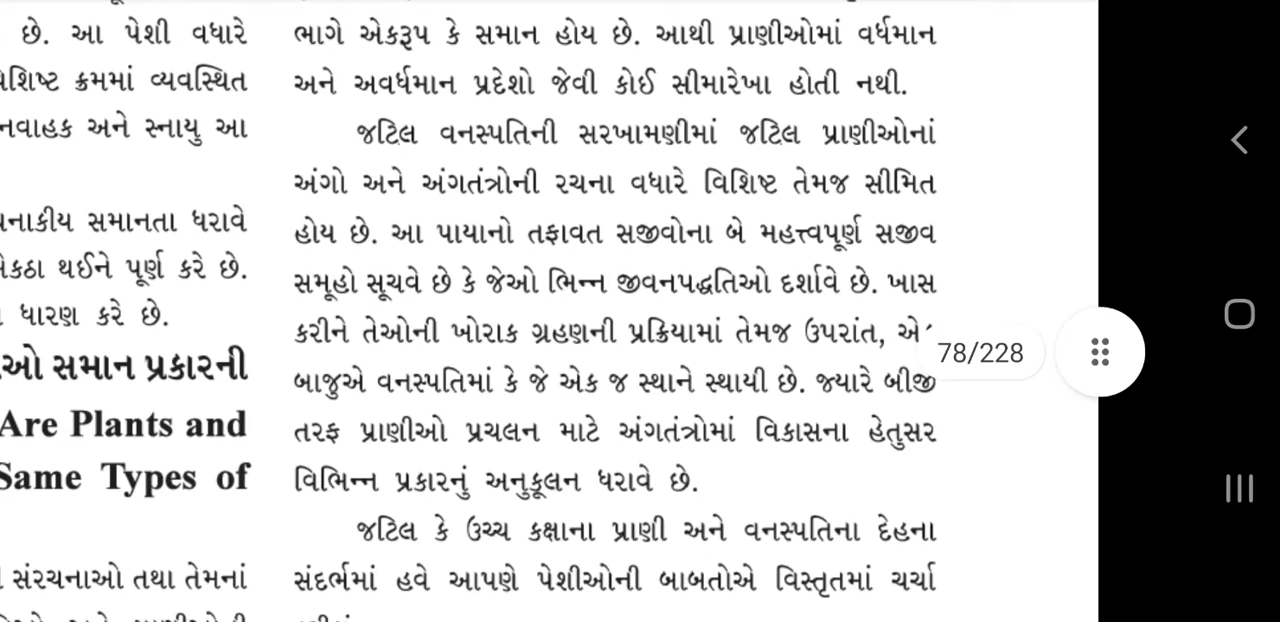 છે. આ પેશી વધારે
ક્રમમાં વ્યવસ્થિત
અને સ્નાયુ આ
સમાનતા ધરાવે
થઈને પૂર્ણ કરે છે.
ધારણ કરે છે.
સમાન પ્રકારની
Are Plants and
Same Types of
સંરચનાઓ તથા તેમનાં
ભાગે એકરૂપ કે સમાન હોય છે. આથી પ્રાણીઓમાં વર્ધમાન
અને અવર્ધમાન પ્રદેશો જેવી કોઈ સીમારેખા હોતી નથી.
જટિલ વનસ્પતિની સરખામણીમાં જટિલ પ્રાણીઓનાં
અંગો અને અંગતંત્રોની રચના વધારે વિશિષ્ટ તેમજ સીમિત
હોય છે. આ પાયાનો તફાવત સજીવોના બે મહત્ત્વપૂર્ણ સજીવ
સમૂહો સૂચવે છે કે જેઓ ભિન્ન જીવનપદ્ધતિઓ દર્શાવે છે. ખાસ
કરીને તેઓની ખોરાક ગ્રહણની પ્રક્રિયામાં તેમજ ઉપરાંત,
બાજુએ વનસ્પતિમાં કે જે એક જ સ્થાને સ્થાયી છે. જ્યારે બીજી
તરફ પ્રાણીઓ પ્રચલન માટે અંગતંત્રોમાં વિકાસના હેતુસર
વિભિન્ન પ્રકારનું અનુકૂલન ધરાવે છે.
જટિલ કે ઉચ્ચ કક્ષાના પ્રાણી અને વનસ્પતિના દેહના
સંદર્ભમાં હવે આપણે પેશીઓની બાબતોએ વિસ્તૃતમાં ચર્ચા
78/228